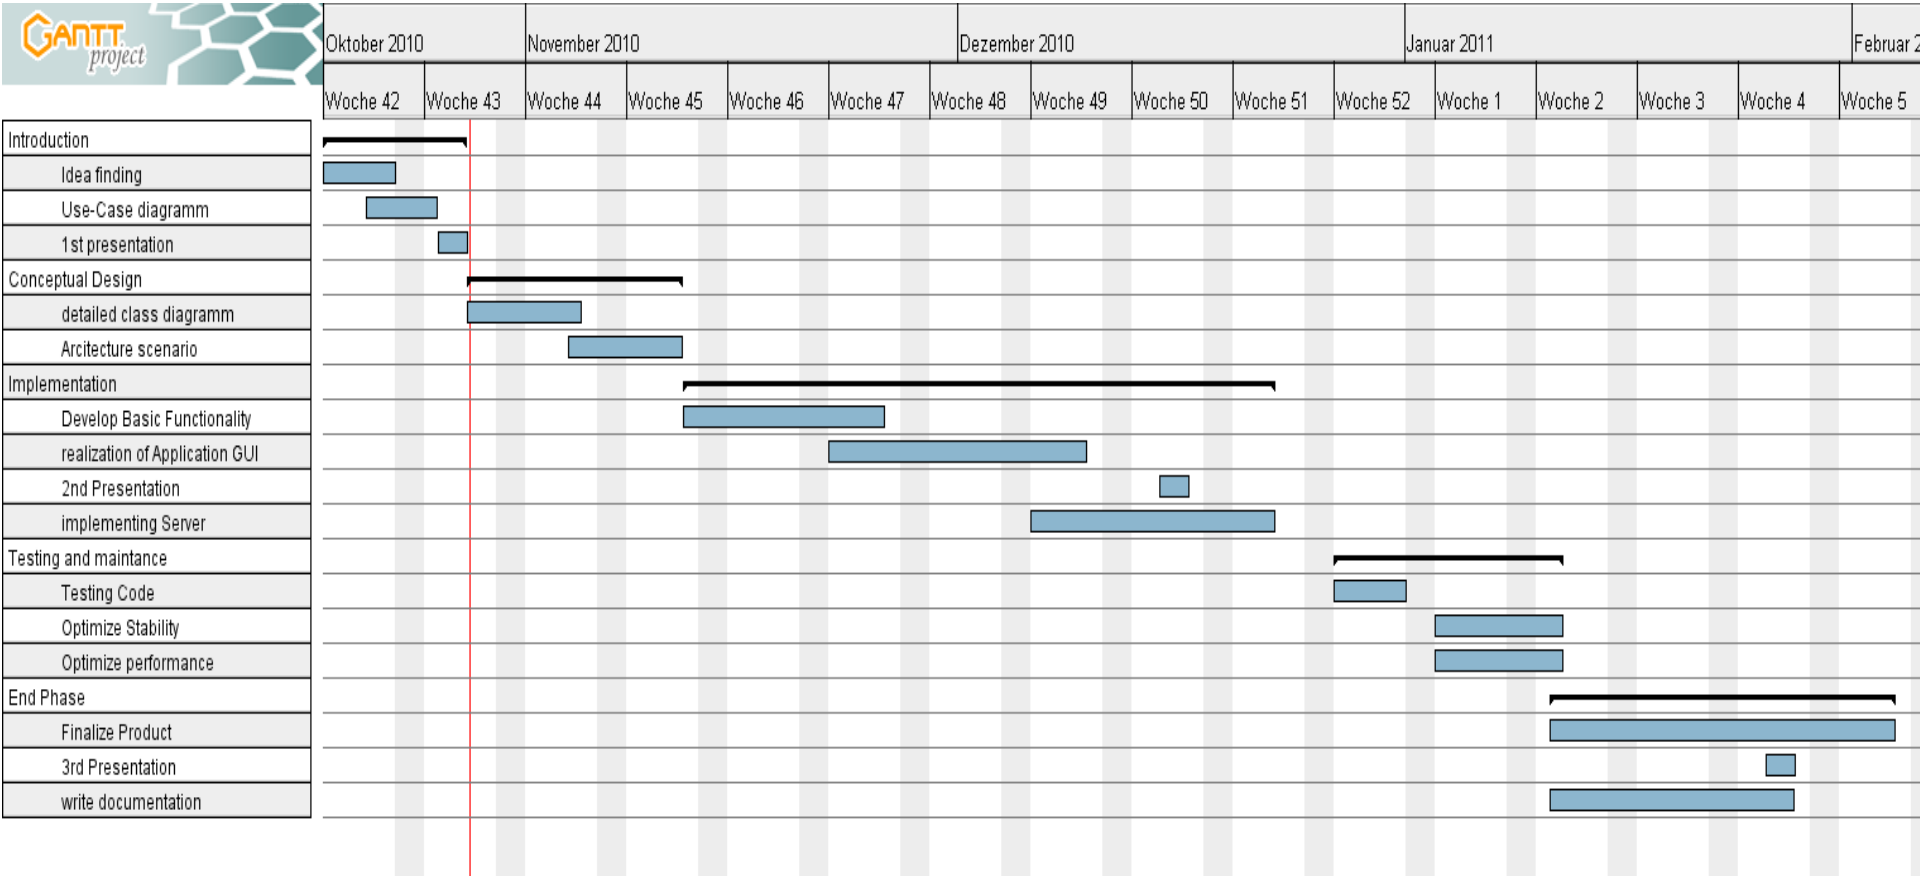 GANTT
project
Oktober 2010 November 2010 Dezember 2010 Januar 2011 Februar 2
Woche 42 Woche 43 Woche 44 Woche 45 Woche 46 Woche 47 Woche 48 Woche 49 Woche 50 Woche 51 Woche 52 Woche 1 Woche 2 Woche 3 Woche 4 Woche 5
Introduction
Idea finding
Use-Case diagramm
1st presentation
Conceptual Design
detailed class diagramm
Arcitecture scenario
Implementation
Develop Basic Functionality
realization of Application GUI
2nd Presentation
implementing Server
Testing and maintance
Testing Code
Optimize Stability
Optimize performance
End Phase
Finalize Product
3rd Presentation
write documentation